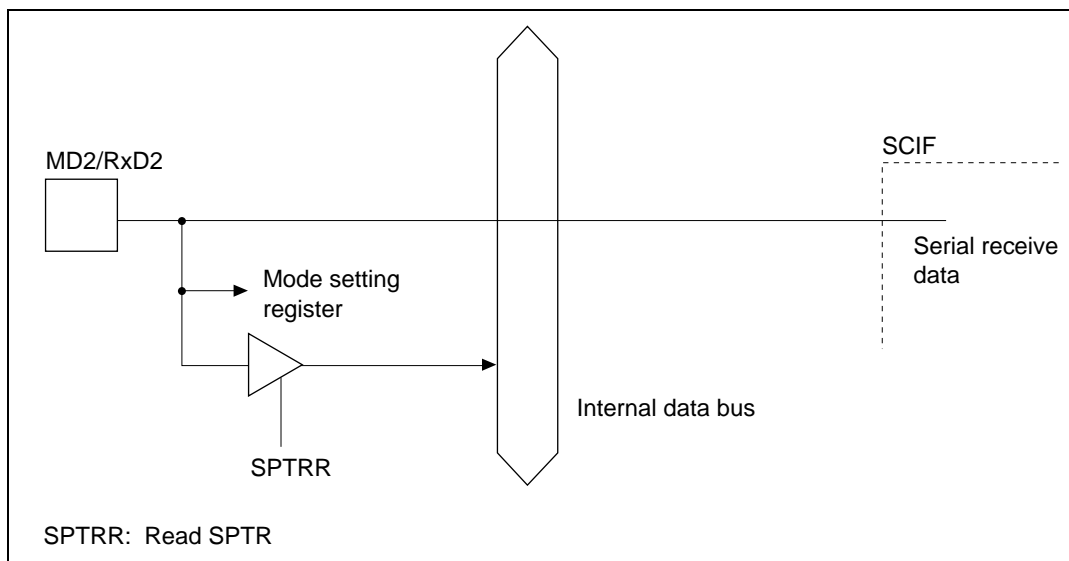 MD2/RxD2
SCIF
Serial receive
data
Mode setting
register
Internal data bus
SPTRR
SPTRR: Read SPTR